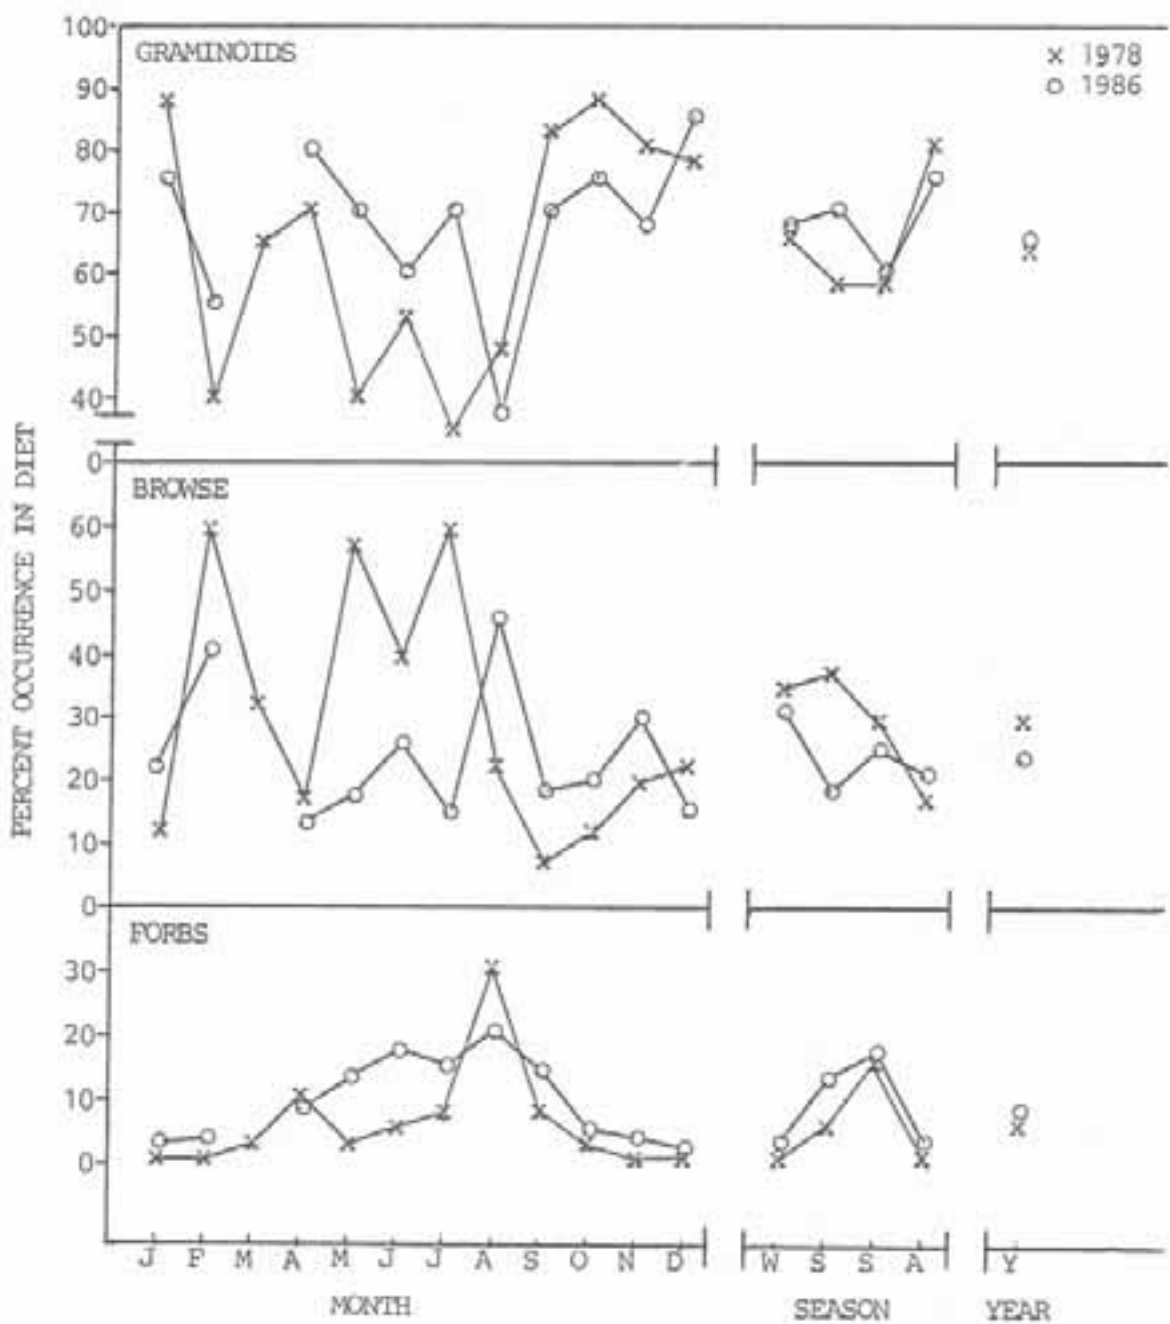 PERCENT OCCURRENCE IN DIET
100
GRAMINOIDS
x 1978
o 1986
90
80
70
60
50
40
0
BROWSE
60
50
40
30
20
10
0
FORBS
30
20
10
0
J F M A M J J A S O N D
W S S A
Y
MONTH
SEASON
YEAR